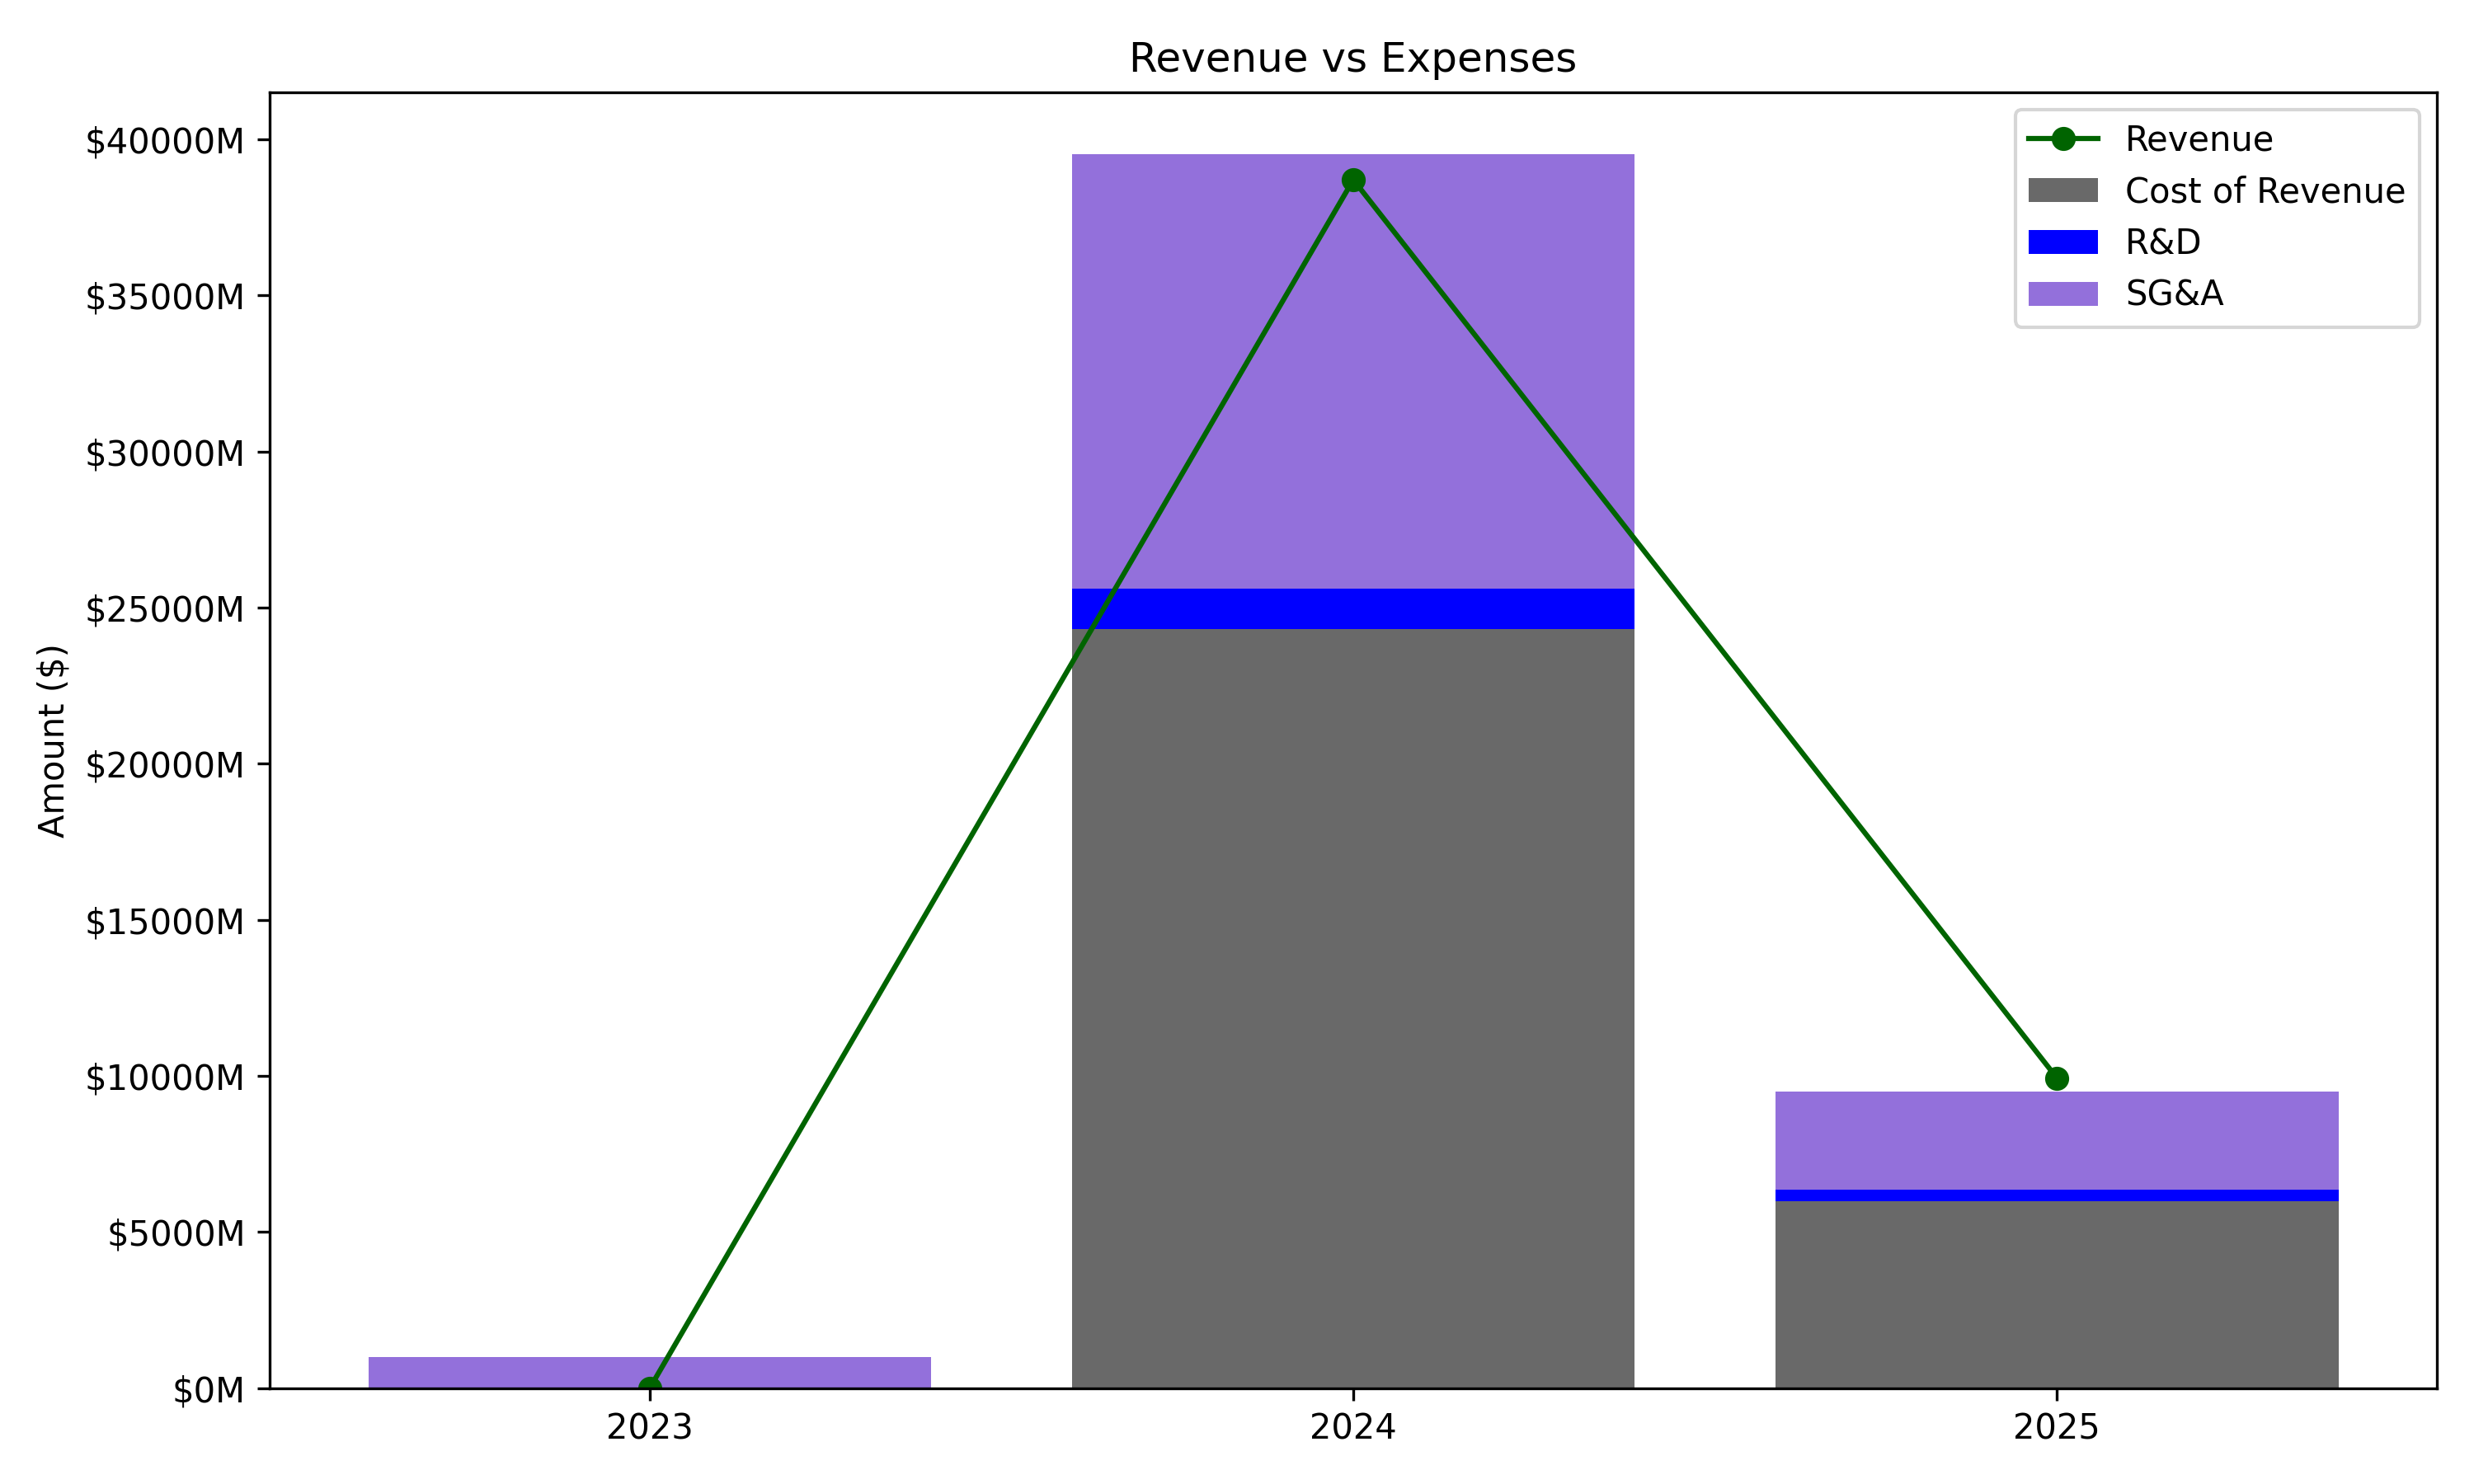 Revenue vs Expenses
Revenue
Cost of Revenue
R&D
SG&A
Amount ($)
$40000M
$35000M
$30000M
$25000M
$20000M
$15000M
$10000M
$5000M
$0M
2023
2024
2025